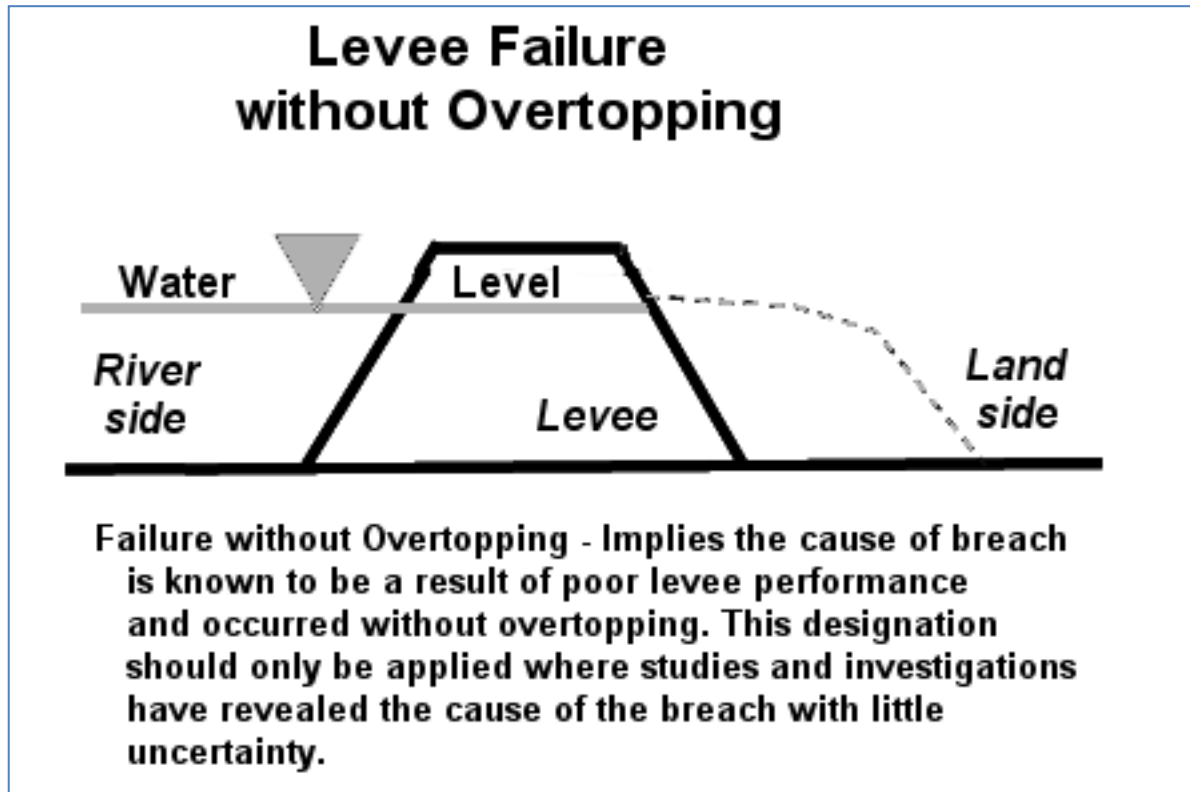 Levee Failure
without Overtopping
Water Level
River side
Levee
Land side
Failure without Overtopping - Implies the cause of breach
is known to be a result of poor levee performance
and occurred without overtopping. This designation
should only be applied where studies and investigations
have revealed the cause of the breach with little
uncertainty.